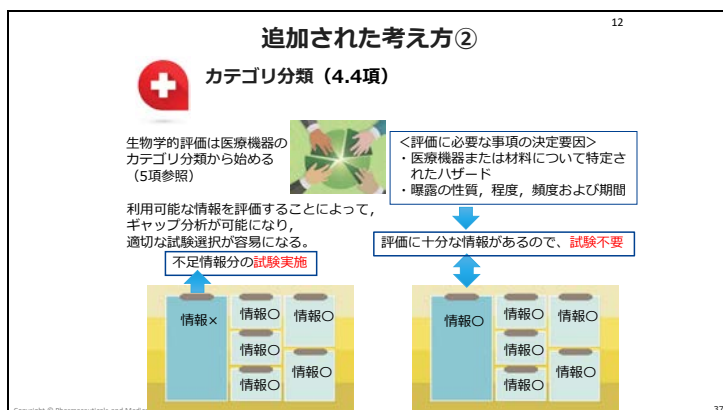 12
追加された考え方②
カテゴリ分類（4.4項）
生物学的評価は医療機器の
カテゴリ分類から始める
（5項参照）
利用可能な情報を評価することによって，
ギャップ分析が可能になり，
適切な試験選択が容易になる。
不足情報分の試験実施
情報×
情報○
情報○
情報○
情報○
情報○
＜評価に必要な事項の決定要因＞
・医療機器または材料について特定さ
れたハザード
・曝露の性質，程度，頻度および期間
評価に十分な情報があるので、試験不要
情報○
情報○
情報○
情報○
情報○
情報○
Copyright © Pharmaceuticals and Medic
37